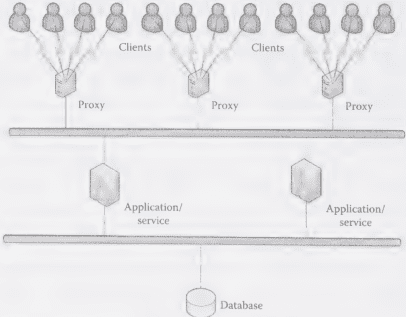 Clients
Clients
Proxy
Proxy
Proxy
Application/
service
Application/
service
Database